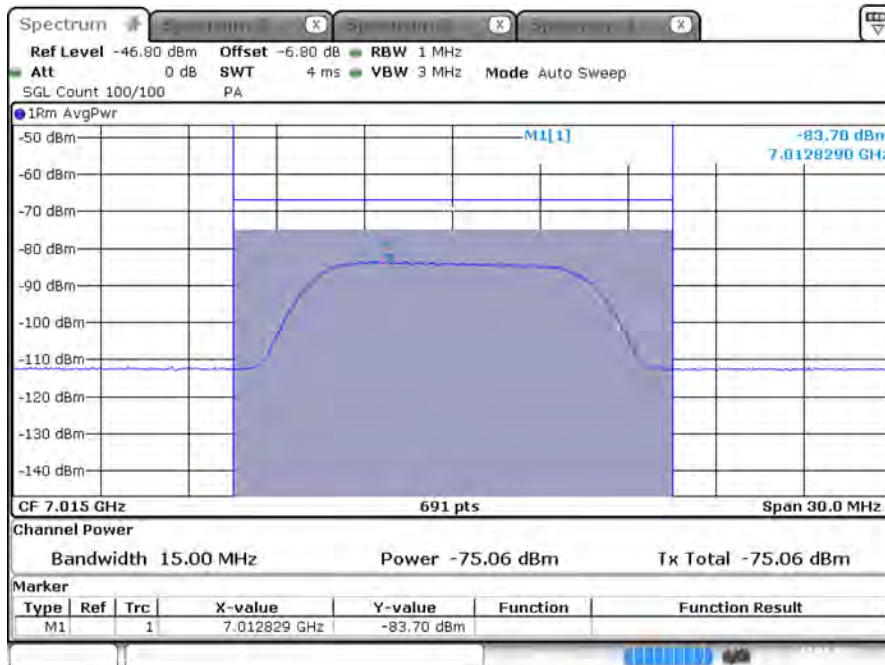 Spectrum
X X X
Ref Level -46.80 dBm Offset -6.80 dB RBW 1 MHz
Att 0 dB SWT 4 ms VBW 3 MHz Mode Auto Sweep
SGL Count 100/100 PA
1Rm AvgPwr
-50 dBm M1[1] -83.70 dBm
7.0128290 GHz
-60 dBm
-70 dBm
-80 dBm
-90 dBm
-100 dBm
-110 dBm
-120 dBm
-130 dBm
-140 dBm
CF 7.015 GHz 691 pts Span 30.0 MHz
Channel Power
Bandwidth 15.00 MHz Power -75.06 dBm Tx Total -75.06 dBm
Marker
Type Ref Trc X-value Y-value Function Function Result
M1 1 7.012829 GHz -83.70 dBm